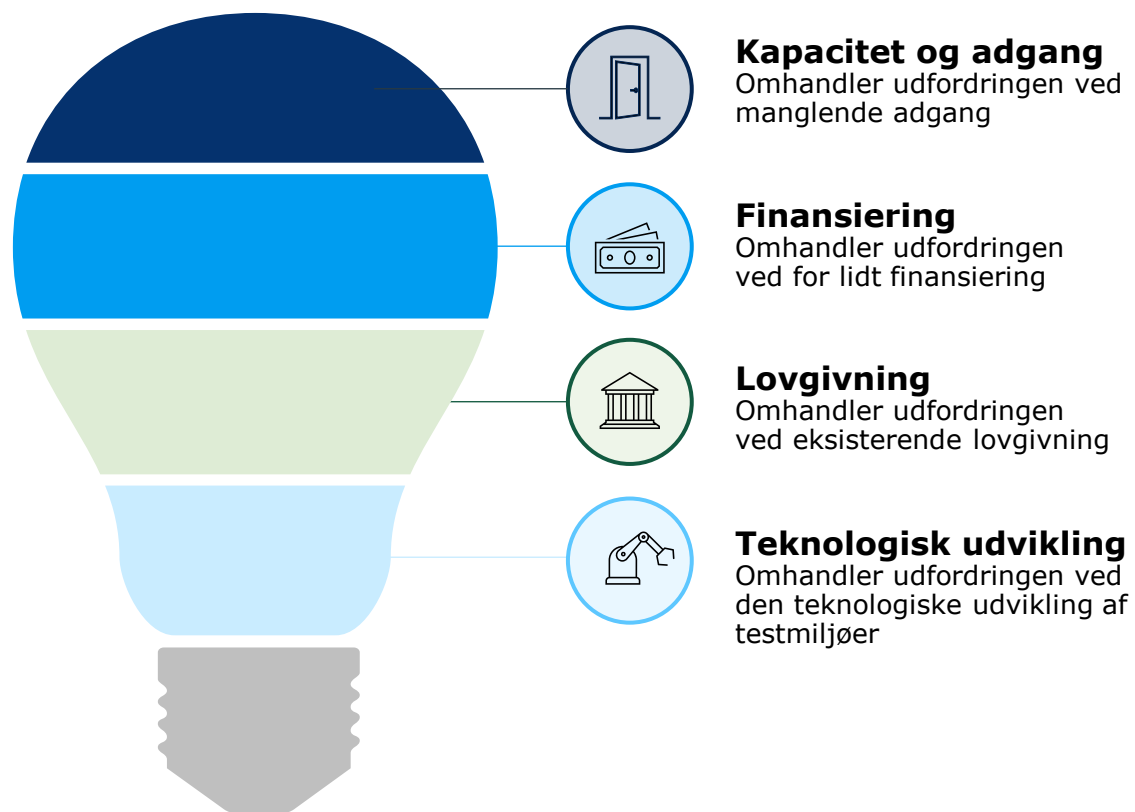 Kapacitet og adgang
Omhandler udfordringen ved
manglende adgang
Finansiering
Omhandler udfordringen
ved for lidt finansiering
Lovgivning
Omhandler udfordringen
ved eksisterende lovgivning
Teknologisk udvikling
Omhandler udfordringen ved
den teknologiske udvikling af
testmiljøer